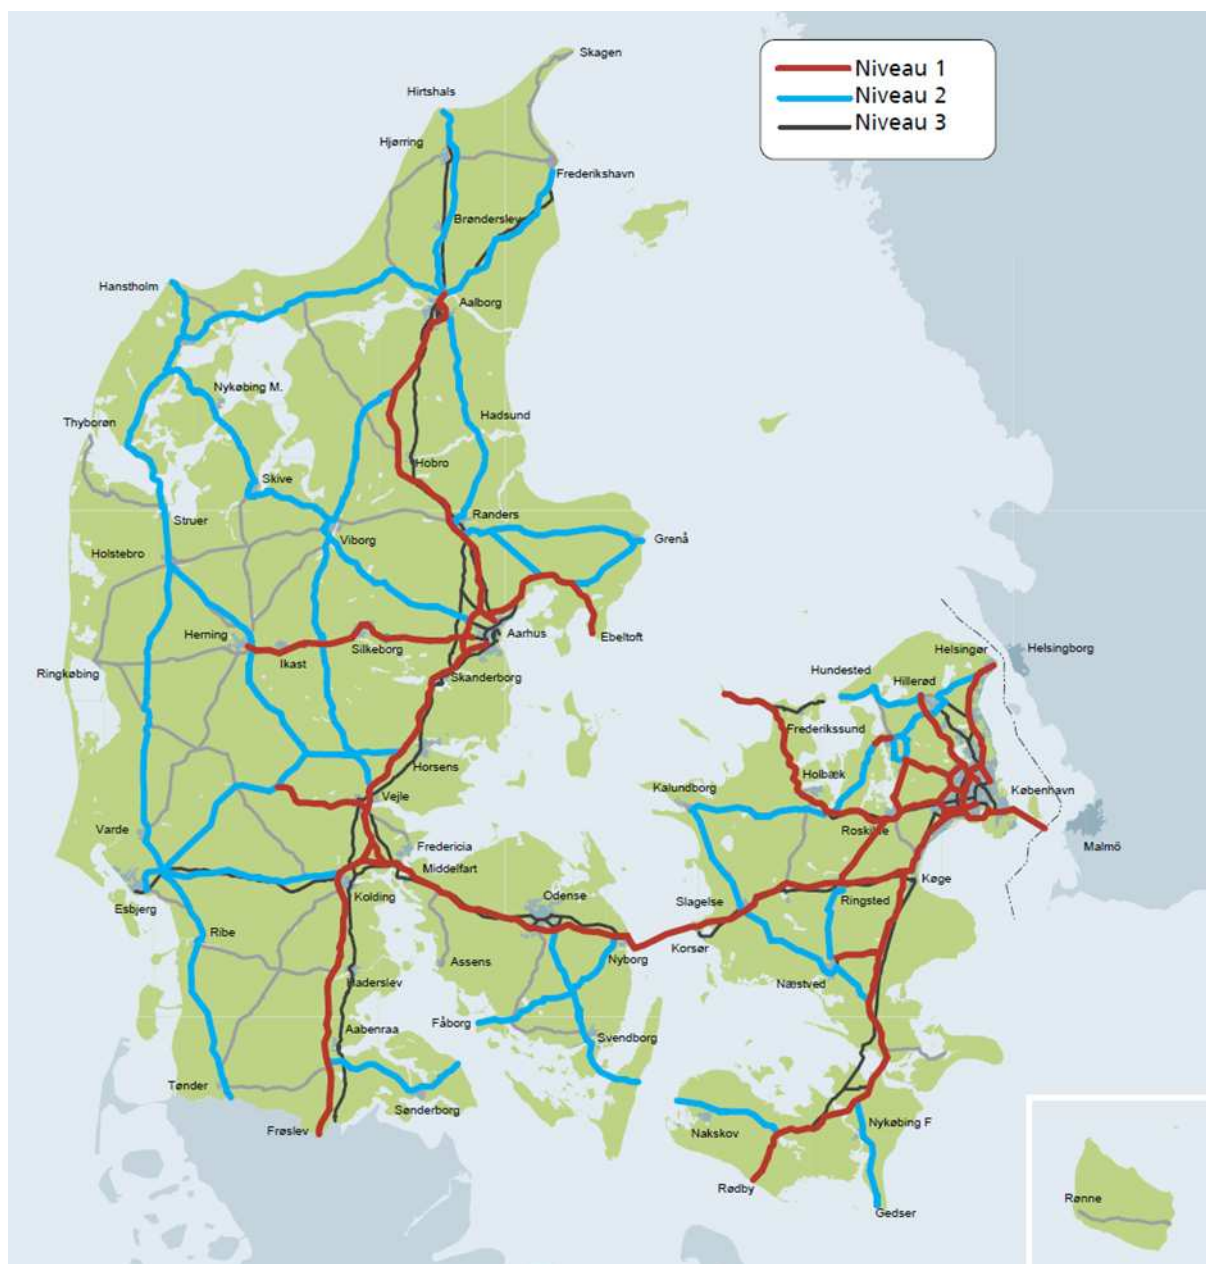 Skagen
Niveau 1
Niveau 2
Niveau 3
Hirtshals
Hjørring
Frederikshavn
Brønderslev
Hanstholm
Aalborg
Nykøbing M.
Hadsund
Thyborøn
Hobro
Skive
Struer
Randers
Viborg
Grenå
Holstebro
Herning
Aarhus
Ebeltoft
Helsingør
Helsingborg
Ikast
Silkeborg
Hundested
Hillerød
Ringkøbing
Skanderborg
Frederikssund
Horsens
Holbæk
Kalundborg
København
Vejle
Varde
Roskilde
Malmö
Fredericia
Middelfart
Køge
Esbjerg
Kolding
Odense
Slagelse
Ringsted
Ribe
Korsør
Nyborg
Assens
Næstved
Haderslev
Fåborg
Aabenraa
Svendborg
Tønder
Sønderborg
Nykøbing F
Frøslev
Nakskov
Rødby
Rønne
Gedser